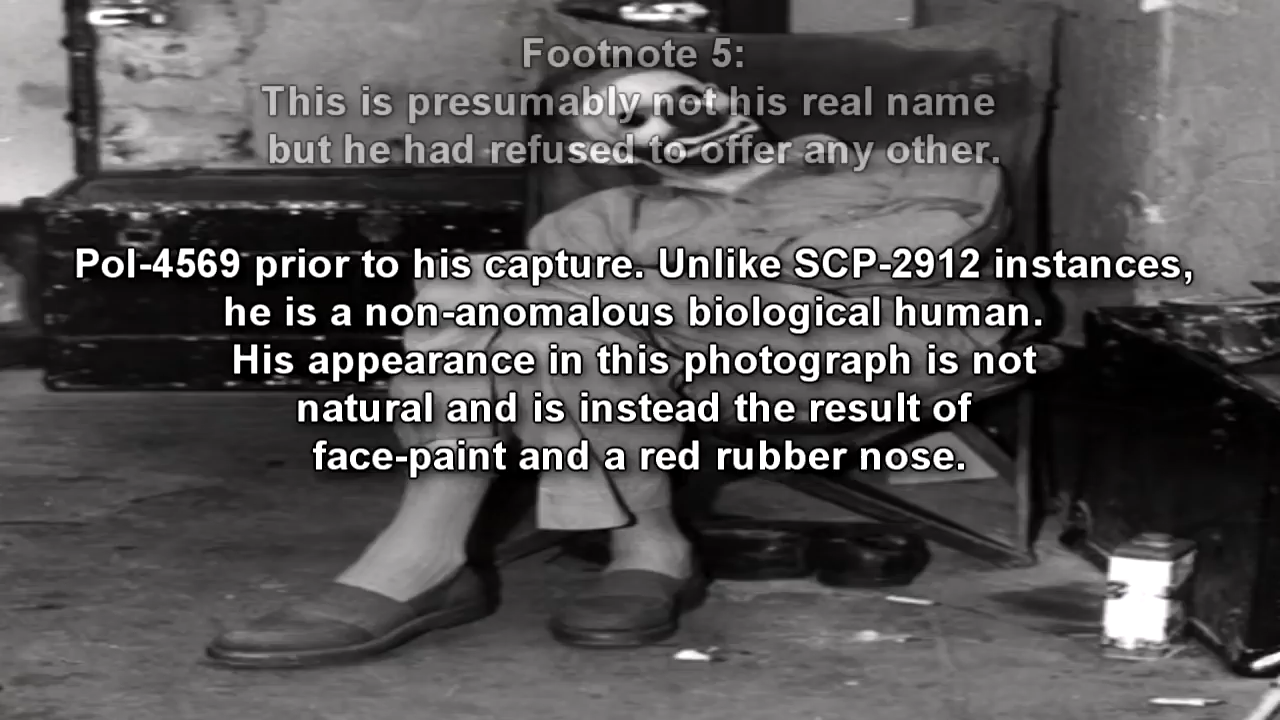 Footnote 5:
This is presumably not his real name
but he had refused to offer any other.
PoI-4569 prior to his capture. Unlike SCP-2912 instances,
he is a non-anomalous biological human.
His appearance in this photograph is not
natural and is instead the result of
face-paint and a red rubber nose.